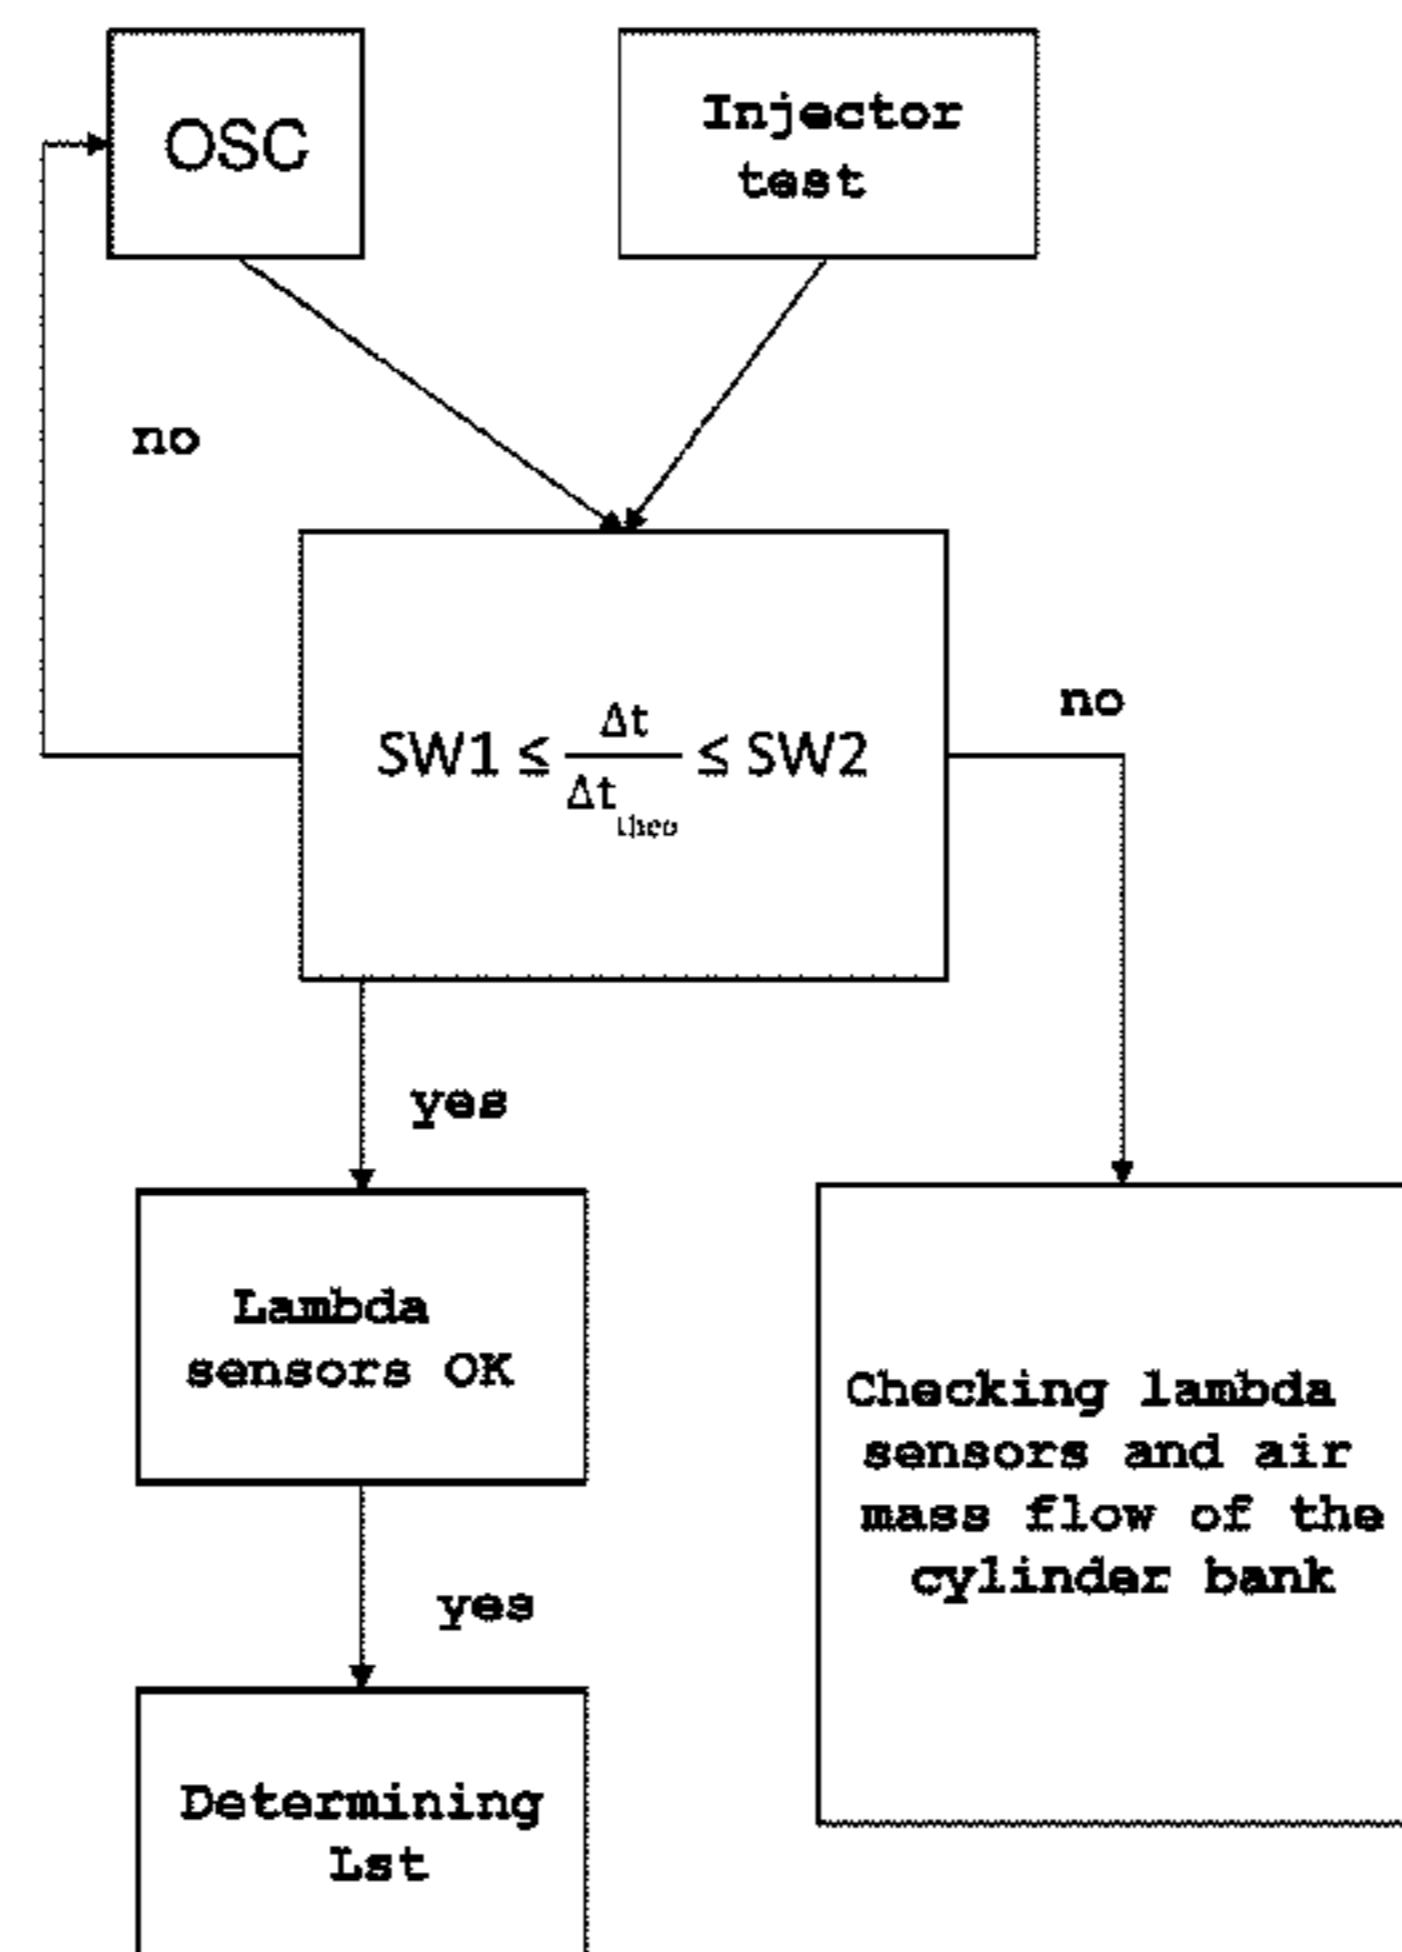 OSC
Injector
test
no
SW1 ≤ Δt / Δt theo ≤ SW2
no
yes
Lambda
sensors OK
Checking lambda
sensors and air
mass flow of the
cylinder bank
yes
Determining
Lst